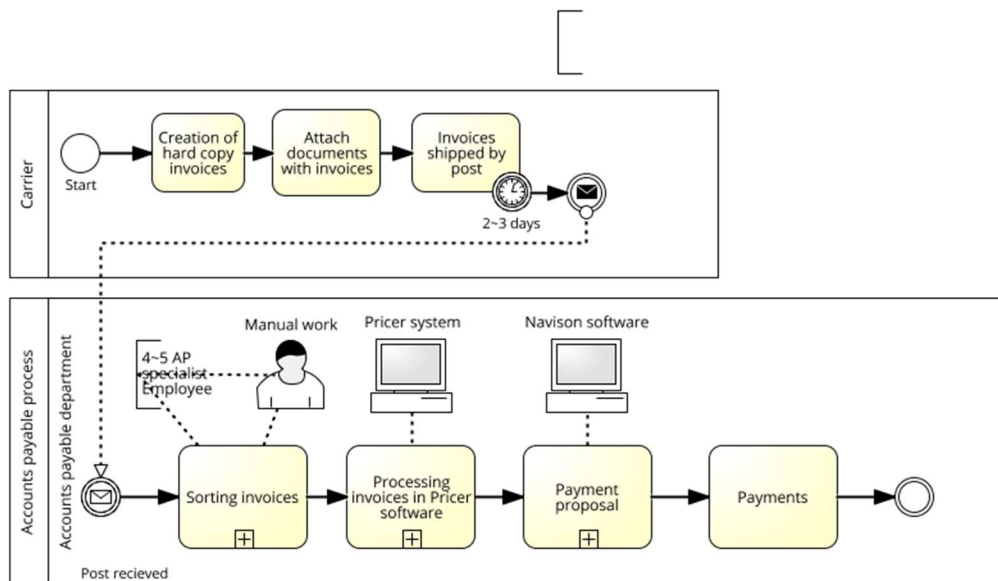 Carrier
Start
Creation of
hard copy
invoices
Attach
documents
with invoices
Invoices
shipped by
post
2~3 days
Accounts payable process
Accounts payable department
4~5 AP
specialist
Employee
Manual work
Pricer system
Navison software
Sorting invoices
Processing
invoices in Pricer
software
Payment
proposal
Payments
Post recieved